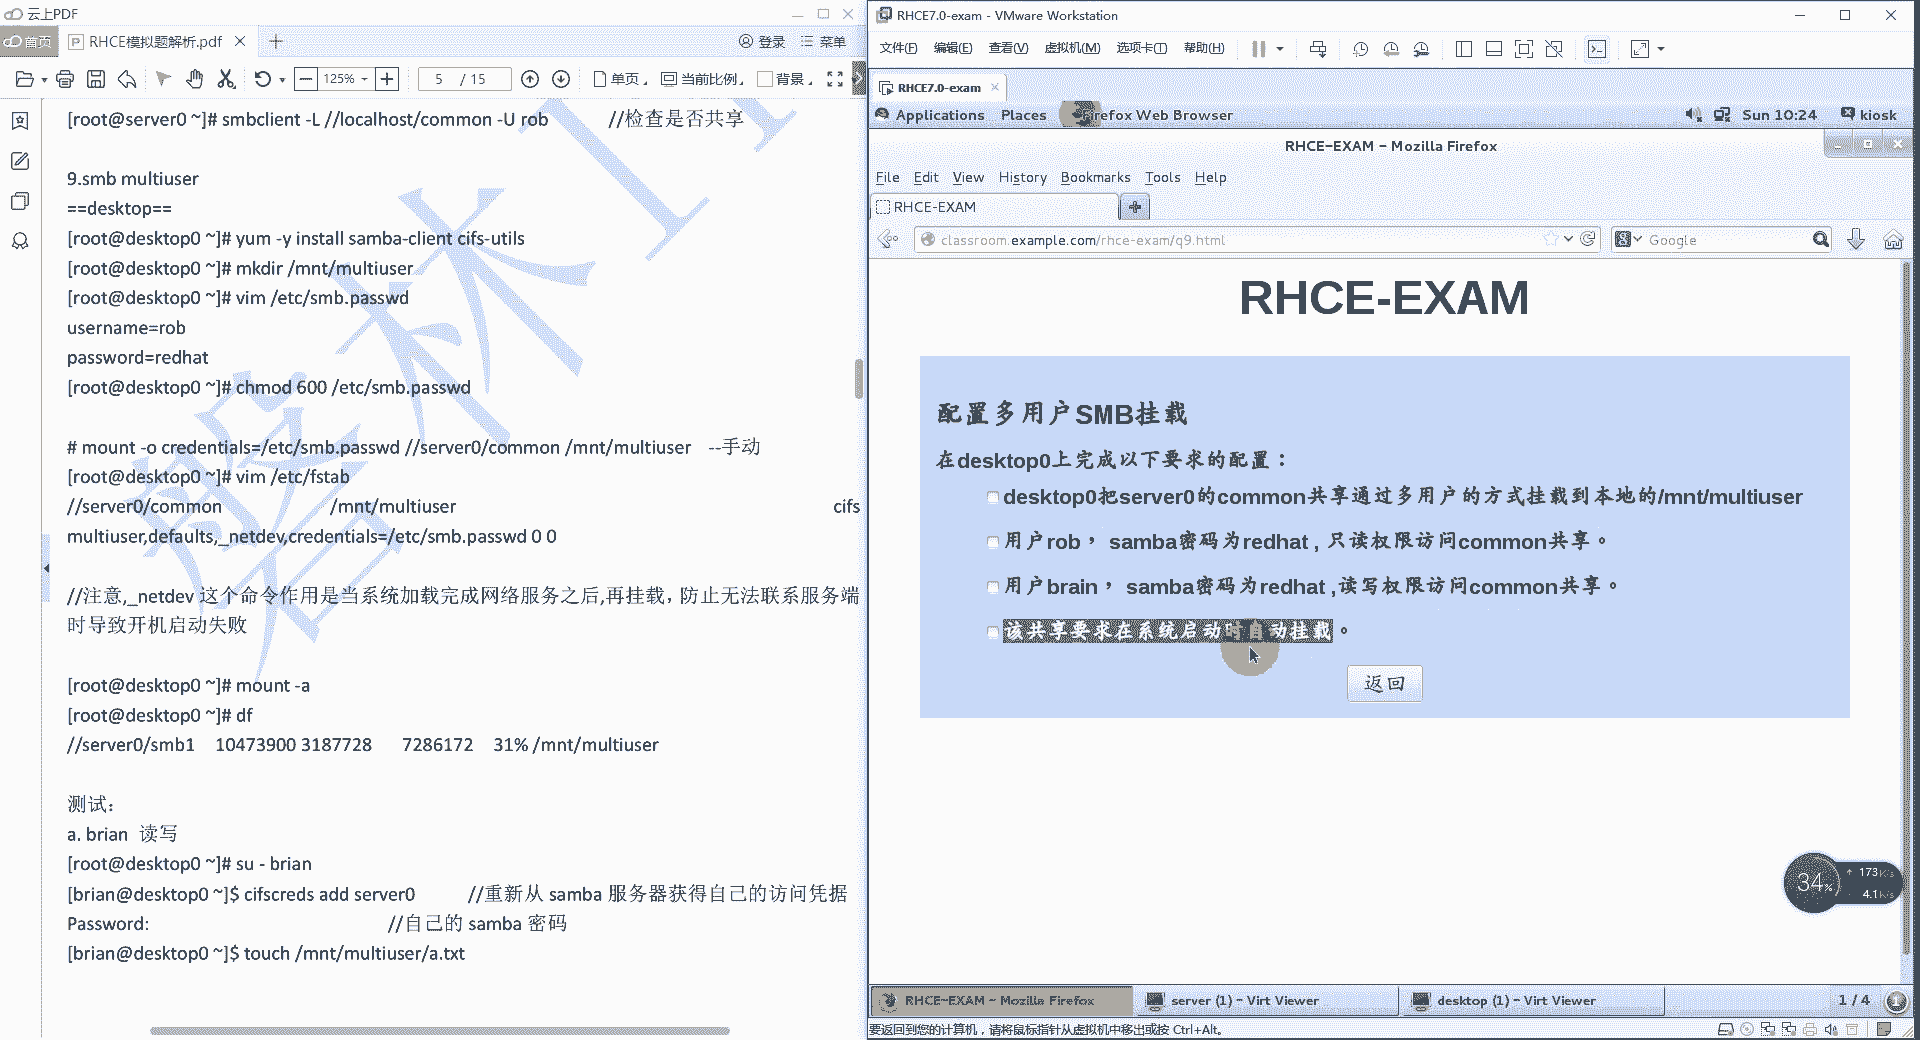 云上PDF
首页
RHCE模拟题解析.pdf
登录
菜单
125%
5 / 15
单页
当前比例
背景
[root@server0 ~]# smbclient -L //localhost/common -U rob //检查是否共享
9.smb multiuser
==desktop==
[root@desktop0 ~]# yum -y install samba-client cifs-utils
[root@desktop0 ~]# mkdir /mnt/multiuser
[root@desktop0 ~]# vim /etc/smb.passwd
username=rob
password=redhat
[root@desktop0 ~]# chmod 600 /etc/smb.passwd
# mount -o credentials=/etc/smb.passwd //server0/common /mnt/multiuser --手动
[root@desktop0 ~]# vim /etc/fstab
//server0/common /mnt/multiuser cifs
multiuser,defaults,_netdev,credentials=/etc/smb.passwd 0 0
//注意,_netdev 这个命令作用是当系统加载完成网络服务之后,再挂载，防止无法联系服务端
时导致开机启动失败
[root@desktop0 ~]# mount -a
[root@desktop0 ~]# df
//server0/smb1 10473900 3187728 7286172 31% /mnt/multiuser
测试：
a. brian 读写
[root@desktop0 ~]# su - brian
[brian@desktop0 ~]$ cifscreds add server0 //重新从 samba 服务器获得自己的访问凭据
Password: //自己的 samba 密码
[brian@desktop0 ~]$ touch /mnt/multiuser/a.txt
RHCE7.0-exam - VMware Workstation
文件(F) 编辑(E) 查看(V) 虚拟机(M) 选项卡(T) 帮助(H)
RHCE7.0-exam
Applications Places Firefox Web Browser Sun 10:24 kiosk
RHCE-EXAM - Mozilla Firefox
File Edit View History Bookmarks Tools Help
RHCE-EXAM
classroom.example.com/rhce-exam/q9.html
Google
RHCE-EXAM
配置多用户SMB挂载
在desktop0上完成以下要求的配置：
desktop0把server0的common共享通过多用户的方式挂载到本地的/mnt/multiuser
用户rob， samba密码为redhat , 只读权限访问common共享。
用户brain， samba密码为redhat ,读写权限访问common共享。
该共享要求在系统启动时自动挂载。
返回
34%
173K/s
4.1K/s
RHCE-EXAM - Mozilla Firefox
server (1) - Virt Viewer
desktop (1) - Virt Viewer
1 / 4
要返回到您的计算机，请将鼠标指针从虚拟机中移出或按 Ctrl+Alt。